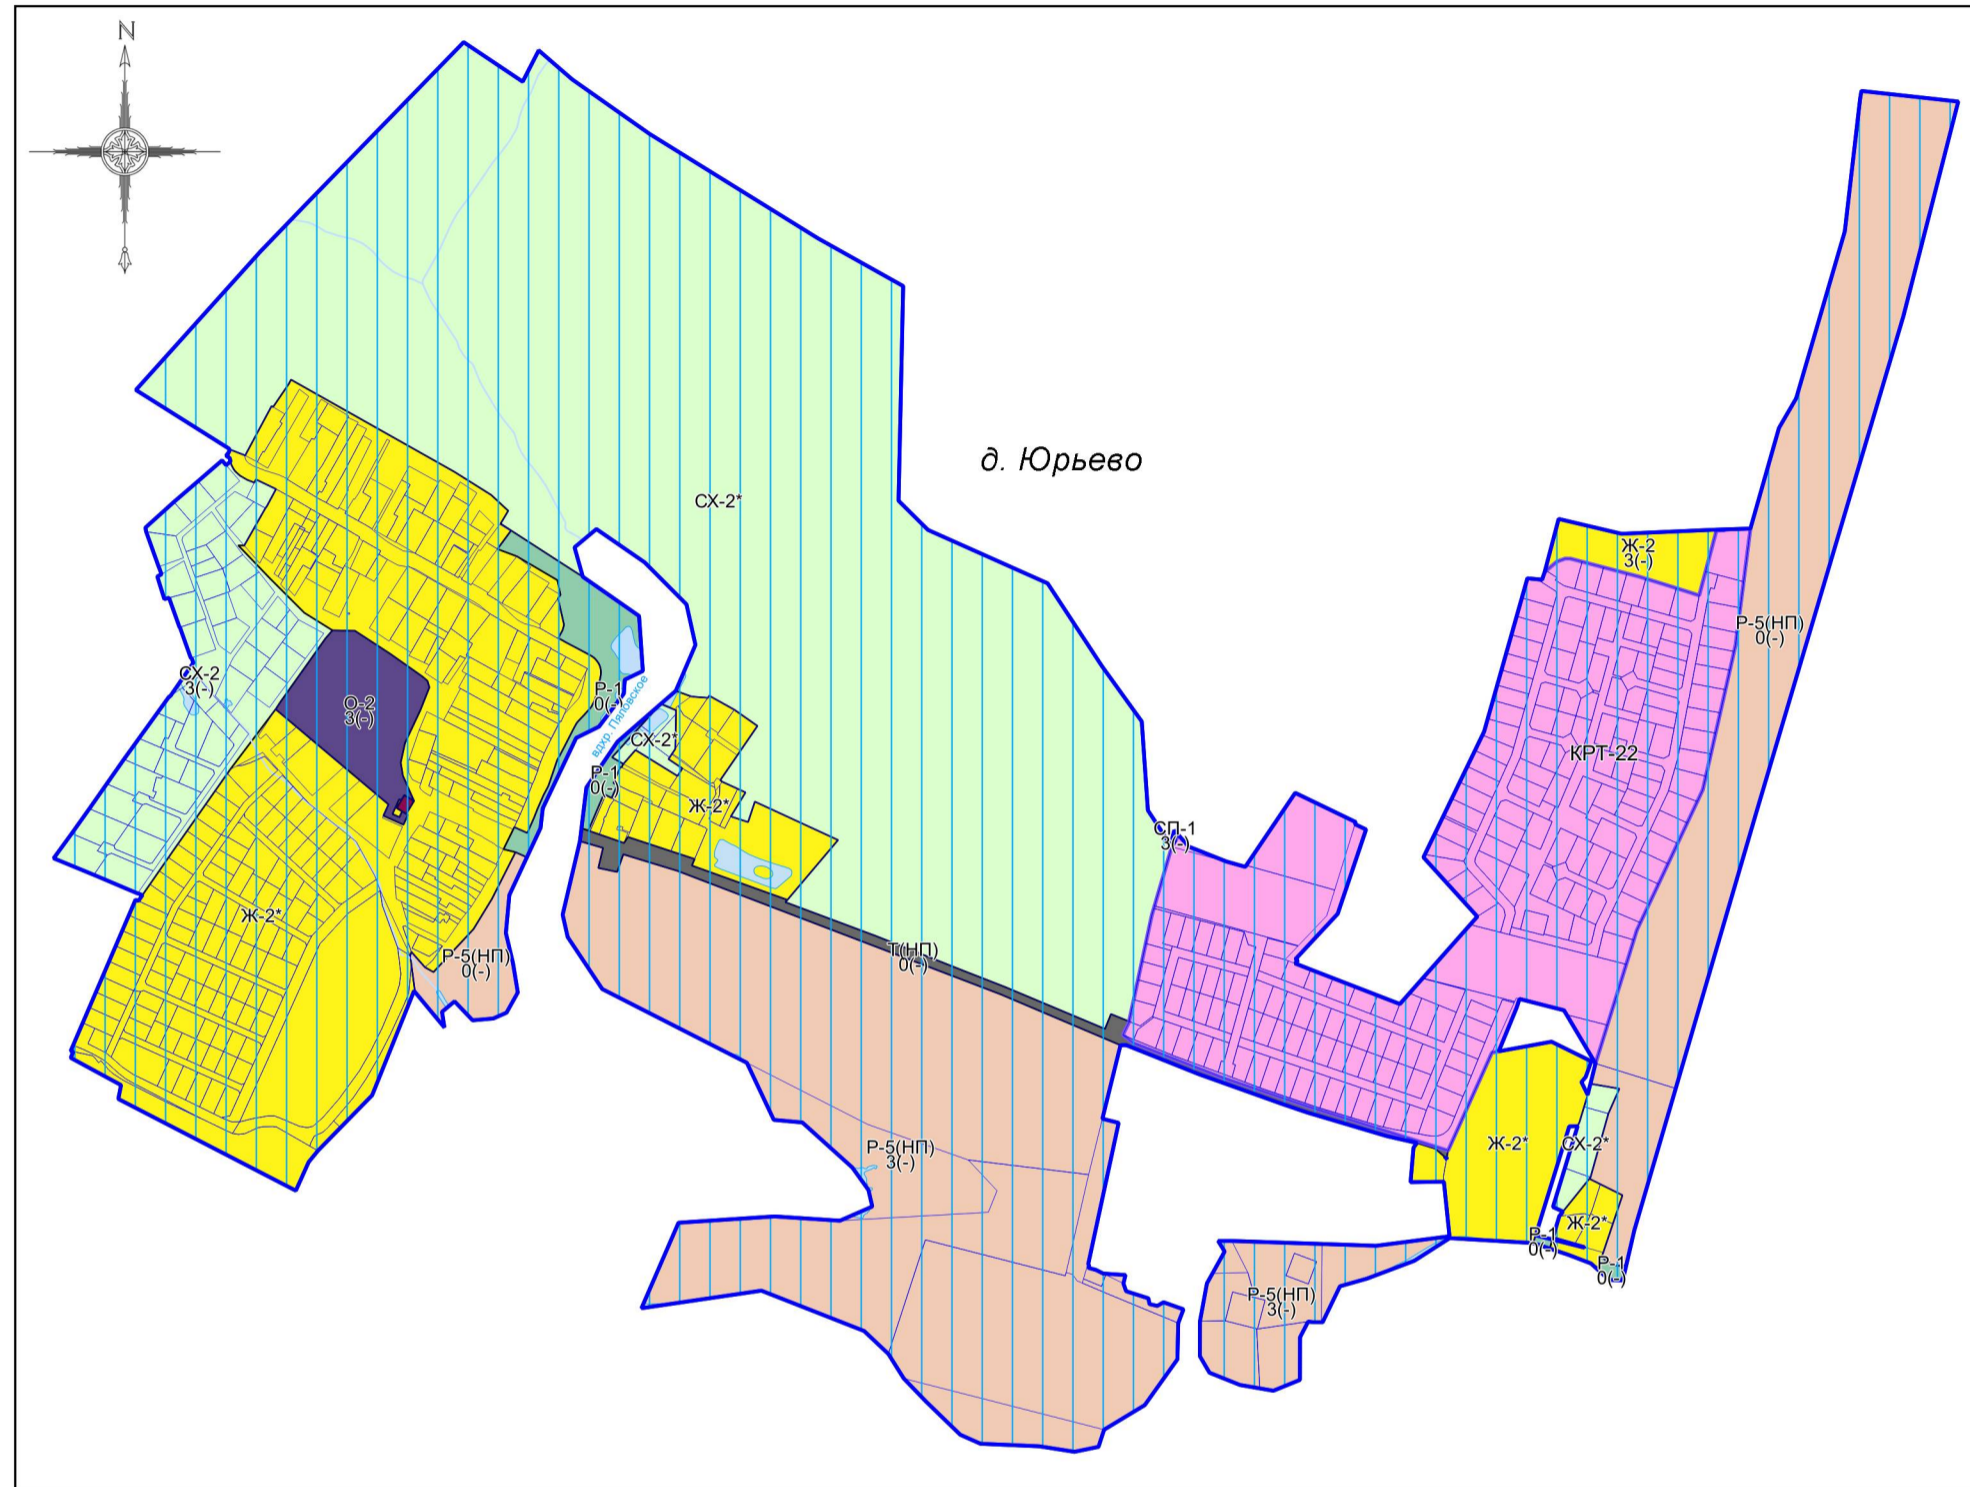 N
д. Юрьево
СХ-2*
Ж-2
3(-)
Р-5(НП)
0(-)
СХ-2
3(-)
О-2
3(-)
Р-1
0(-)
вдхр. Пяловское
СХ-2*
КРТ-22
Р-1
0(-)
Ж-2*
СП-1
3(-)
Ж-2*
Р-5(НП)
0(-)
Т(НП)
0(-)
Р-5(НП)
3(-)
Ж-2*
СХ-2*
Ж-2*
Р-1
0(-)
Р-1
0(-)
Р-5(НП)
3(-)